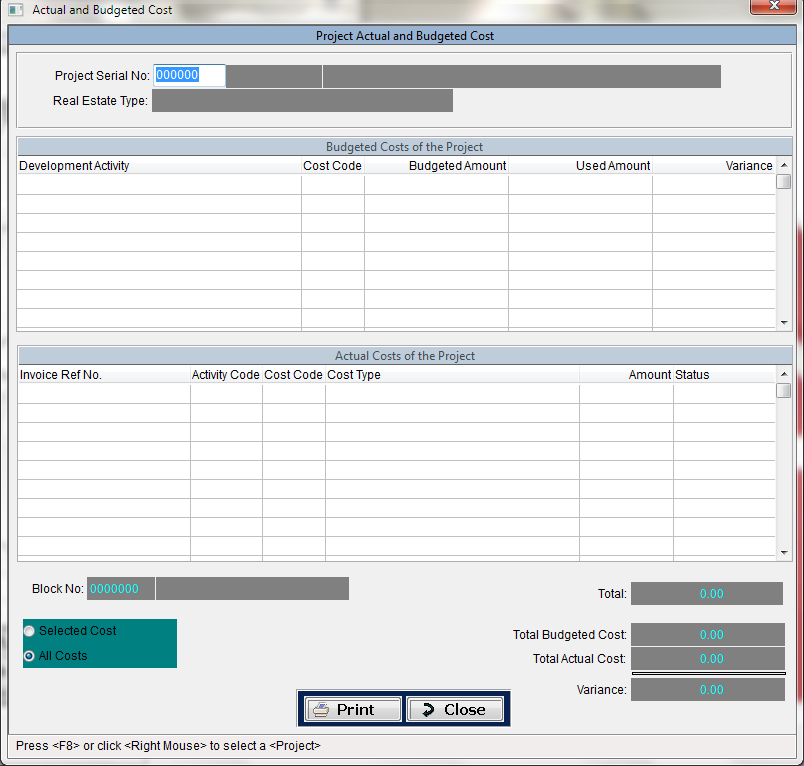 Actual and Budgeted Cost
Project Actual and Budgeted Cost
Project Serial No: 000000
Real Estate Type:
Budgeted Costs of the Project
Development Activity Cost Code Budgeted Amount Used Amount Variance
Actual Costs of the Project
Invoice Ref No. Activity Code Cost Code Cost Type Amount Status
Block No: 0000000
Total: 0.00
Selected Cost
Total Budgeted Cost: 0.00
All Costs
Total Actual Cost: 0.00
Variance: 0.00
Print Close
Press <F8> or click <Right Mouse> to select a <Project>